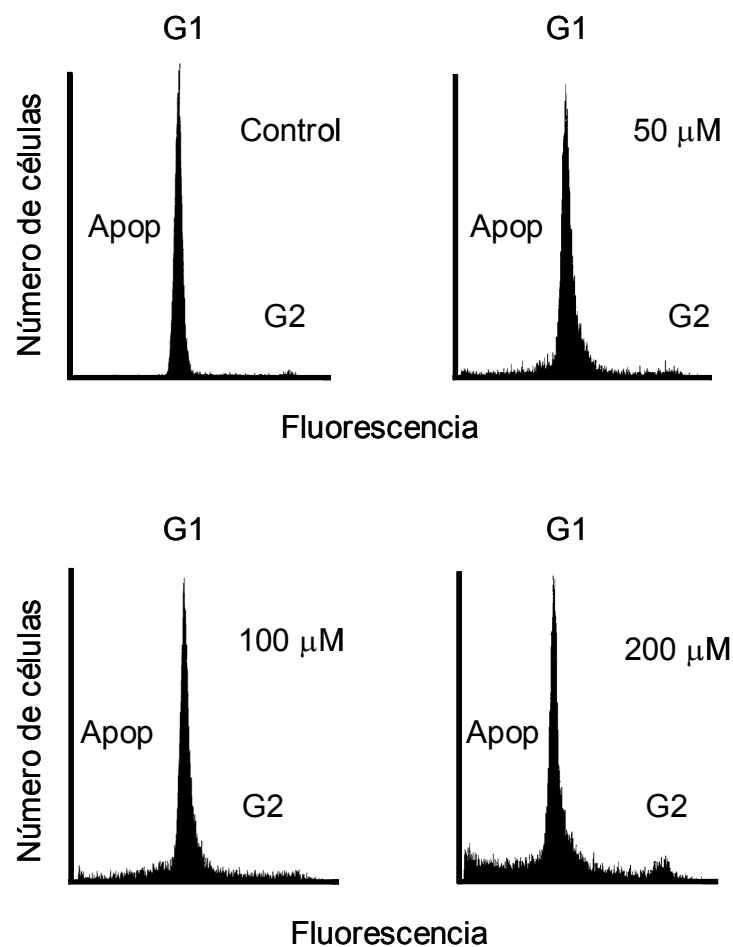 G1
G1
Número de células
Control
50 μM
Apop
Apop
G2
G2
Fluorescencia
G1
G1
Número de células
100 μM
200 μM
Apop
Apop
G2
G2
Fluorescencia